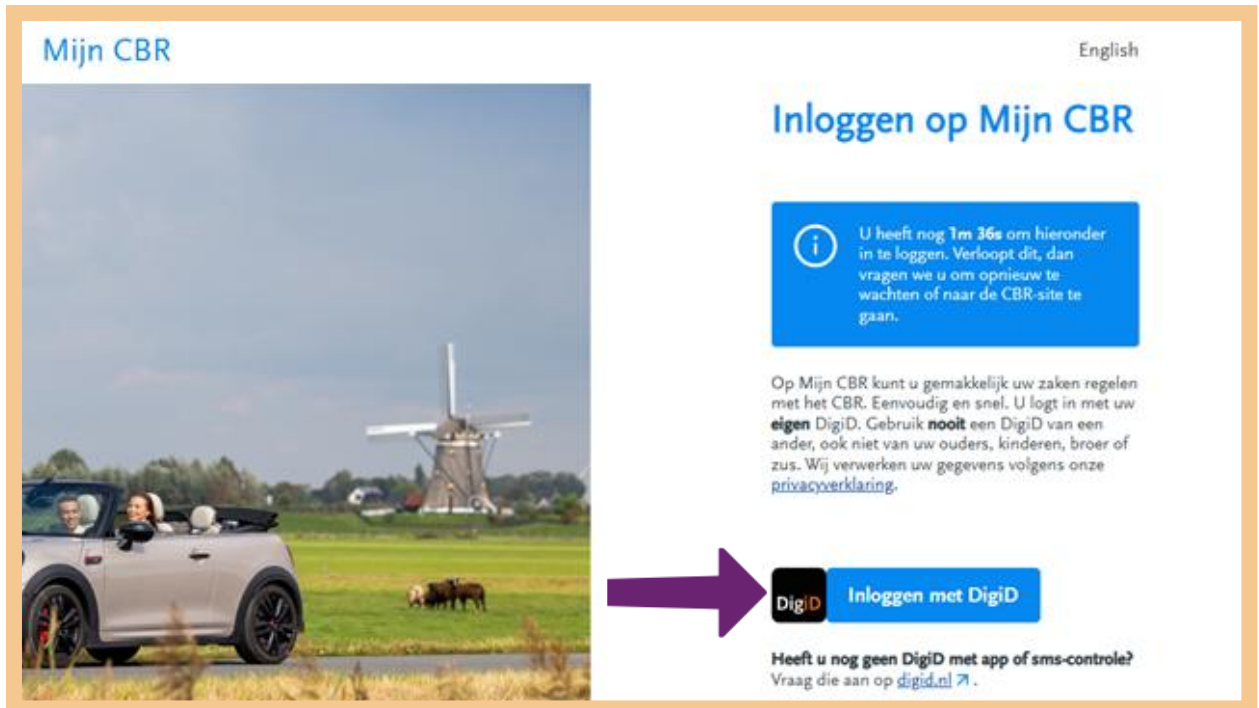 Mijn CBR
English
Inloggen op Mijn CBR
U heeft nog 1m 36s om hieronder
in te loggen. Verloopt dit, dan
vragen we u om opnieuw te
wachten of naar de CBR-site te
gaan.
Op Mijn CBR kunt u gemakkelijk uw zaken regelen
met het CBR. Eenvoudig en snel. U logt in met uw
eigen DigiD. Gebruik nooit een DigiD van een
ander, ook niet van uw ouders, kinderen, broer of
zus. Wij verwerken uw gegevens volgens onze
privacyverklaring.
DigiD Inloggen met DigiD
Heeft u nog geen DigiD met app of sms-controle?
Vraag die aan op digid.nl ↗ .